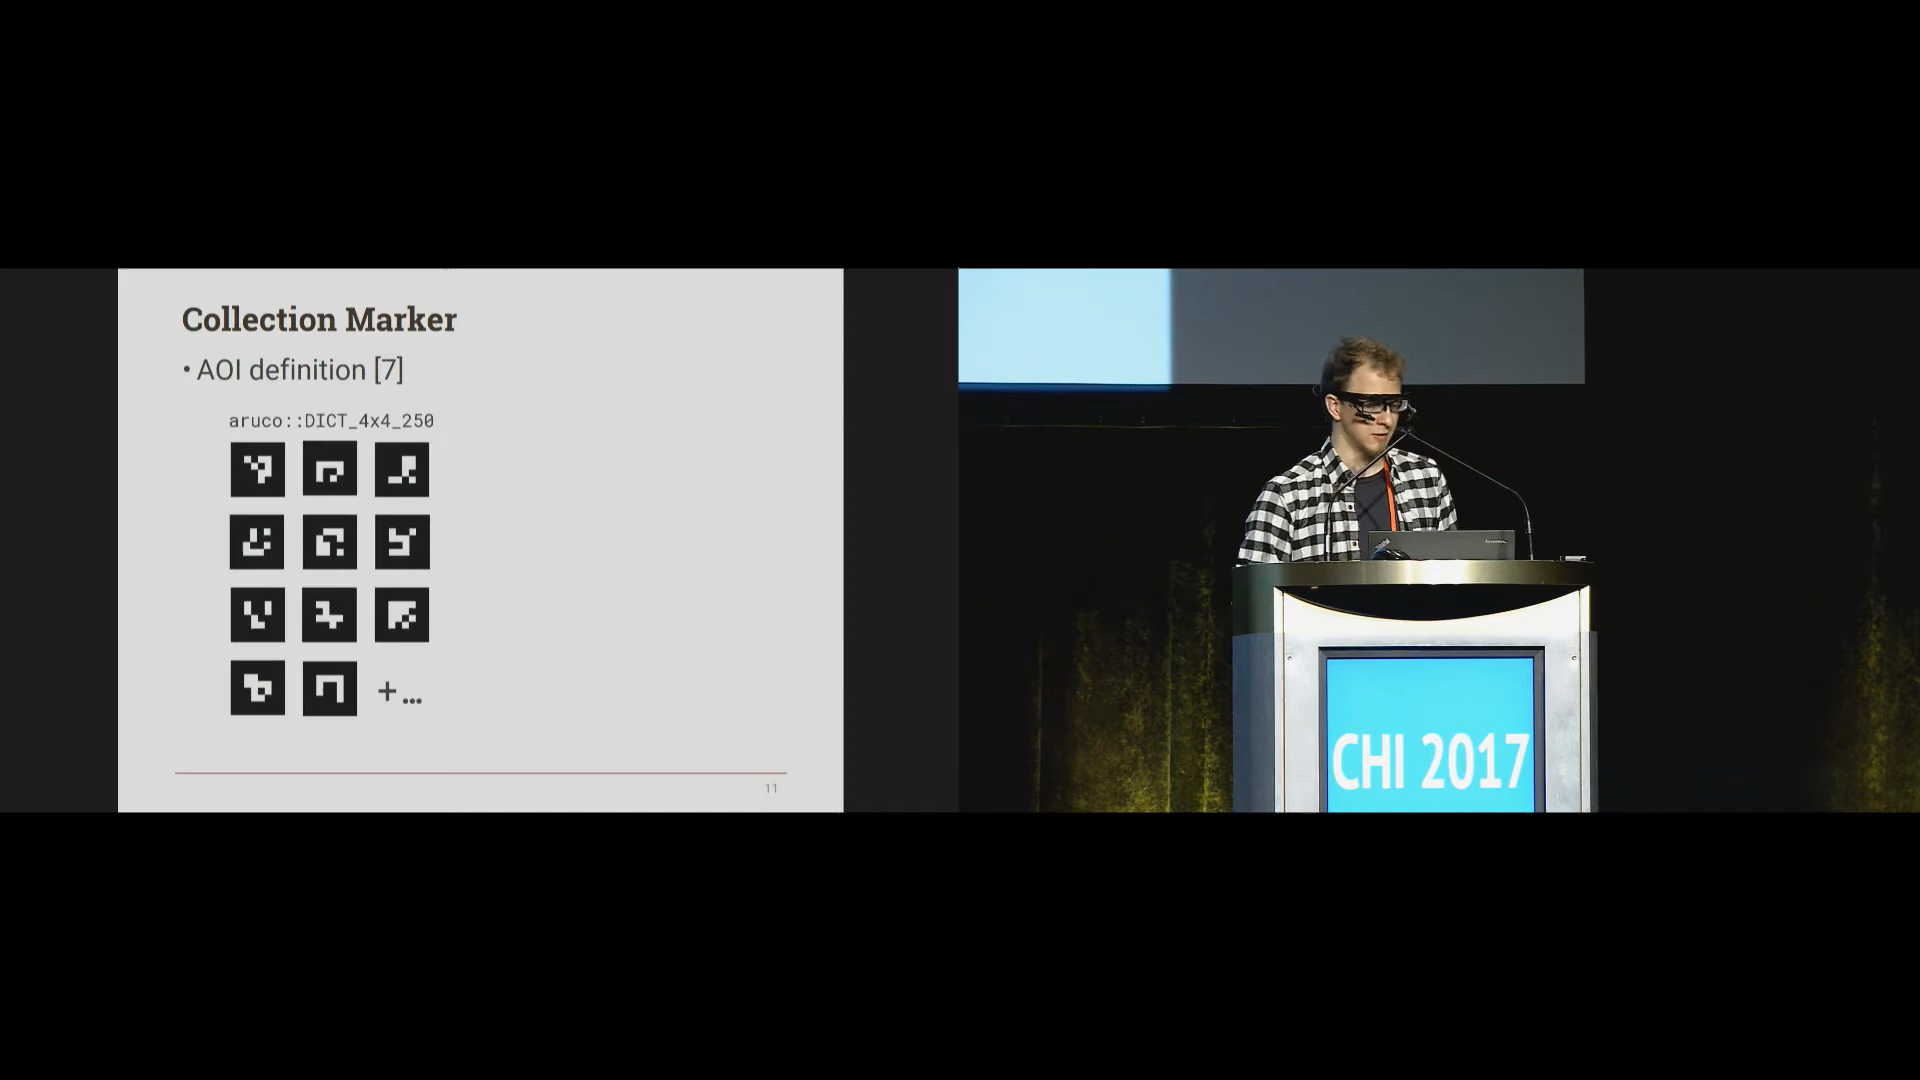 Collection Marker
• AOI definition [7]
aruco::DICT_4x4_250
+ ...
11
CHI 2017